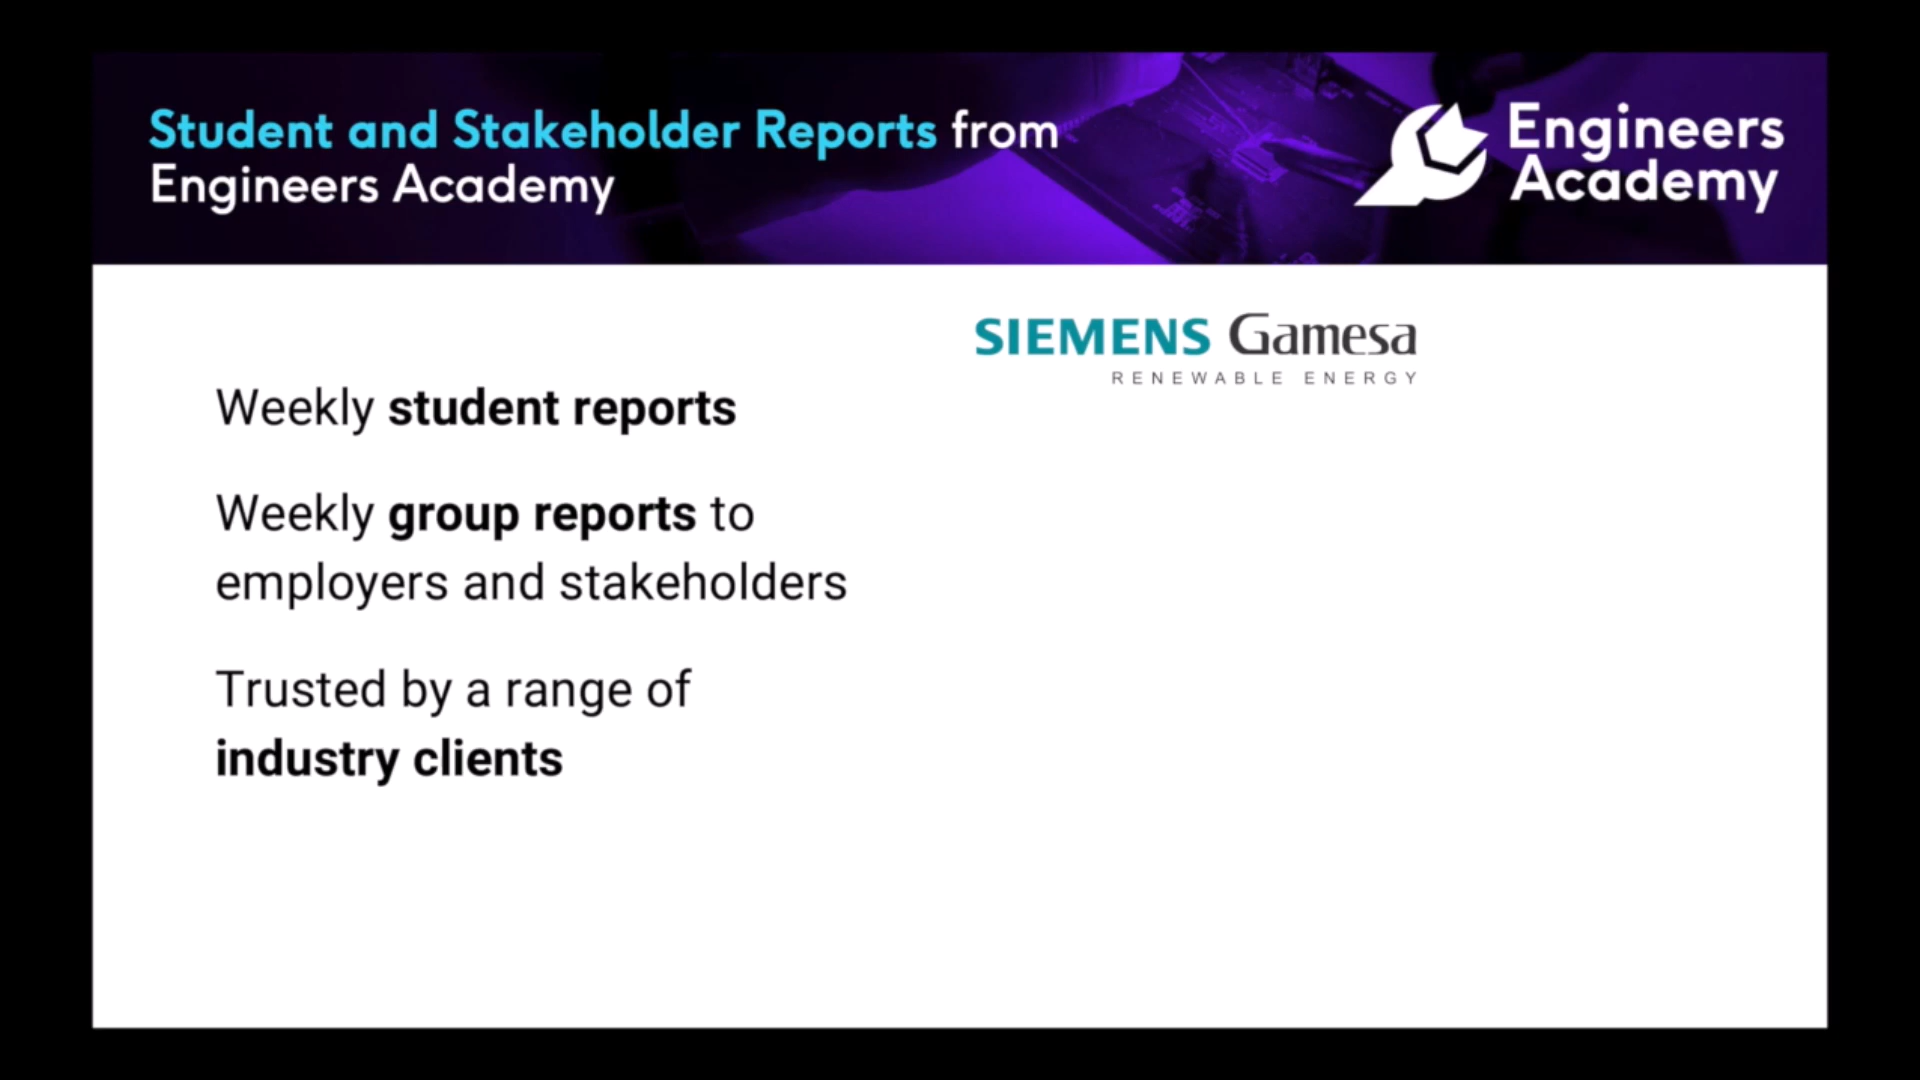 Student and Stakeholder Reports from
Engineers Academy
Engineers
Academy
SIEMENS Gamesa
RENEWABLE ENERGY
Weekly student reports
Weekly group reports to
employers and stakeholders
Trusted by a range of
industry clients